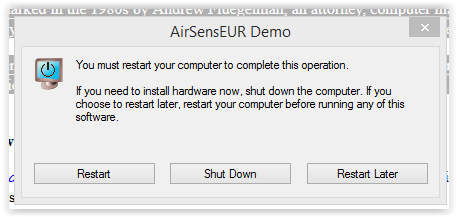 arked in the 1980s by Andrew Fluegelman, an attorney, computer
AirSensEUR Demo
You must restart your computer to complete this operation.
If you need to install hardware now, shut down the computer. If you
choose to restart later, restart your computer before running any of this
software.
Restart
Shut Down
Restart Later